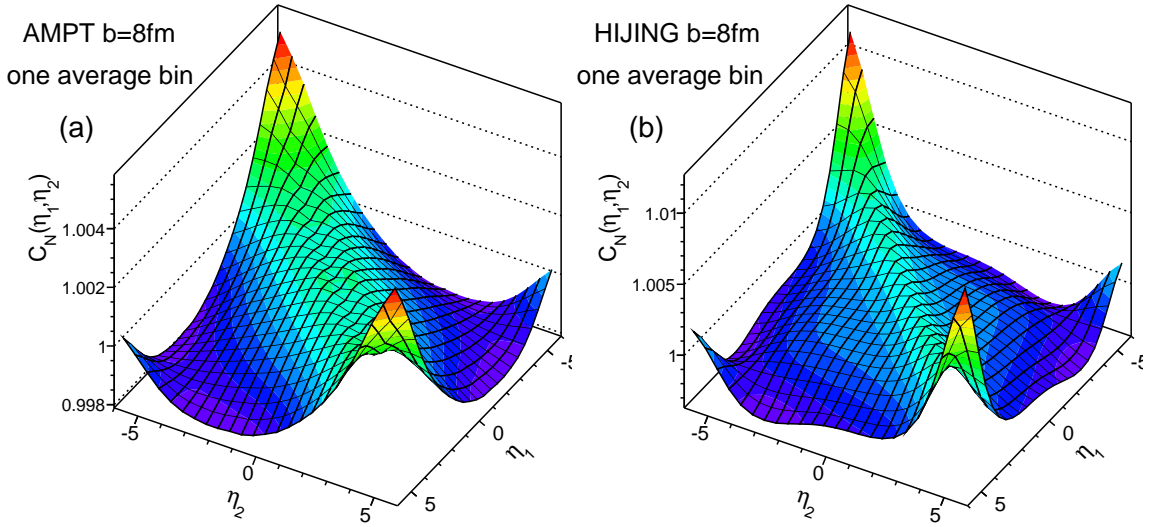 AMPT b=8fm
one average bin
(a)
C_N(η_1,η_2)
1.004
1.002
1
0.998
-5
0
5
η_2
5
0
-5
η_1
HIJING b=8fm
one average bin
(b)
C_N(η_1,η_2)
1.01
1.005
1
-5
0
5
η_2
5
0
-5
η_1